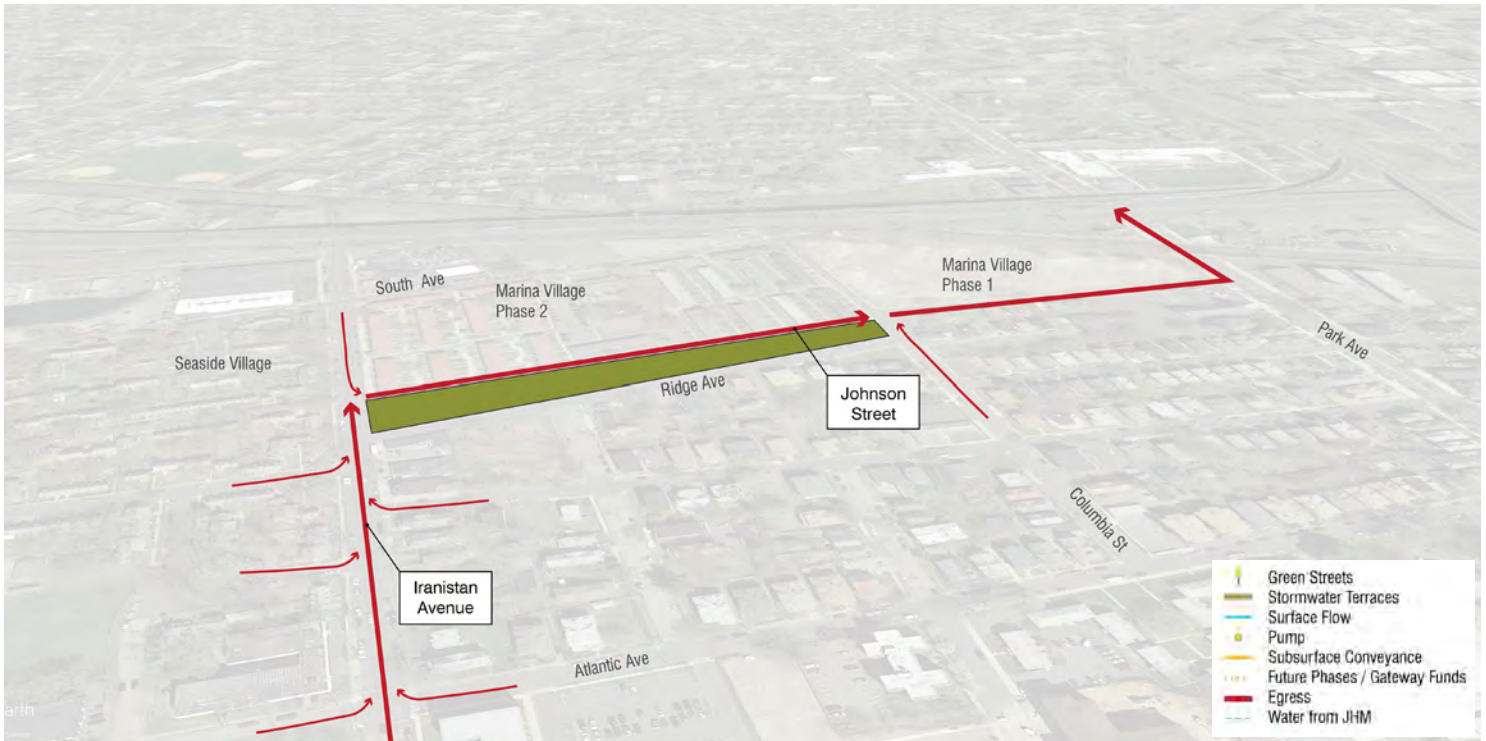 South Ave
Marina Village
Phase 2
Marina Village
Phase 1
Seaside Village
Park Ave
Ridge Ave
Johnson
Street
Columbia St
Iranistan
Avenue
Atlantic Ave
Green Streets
Stormwater Terraces
Surface Flow
Pump
Subsurface Conveyance
Future Phases / Gateway Funds
Egress
Water from JHM
arth